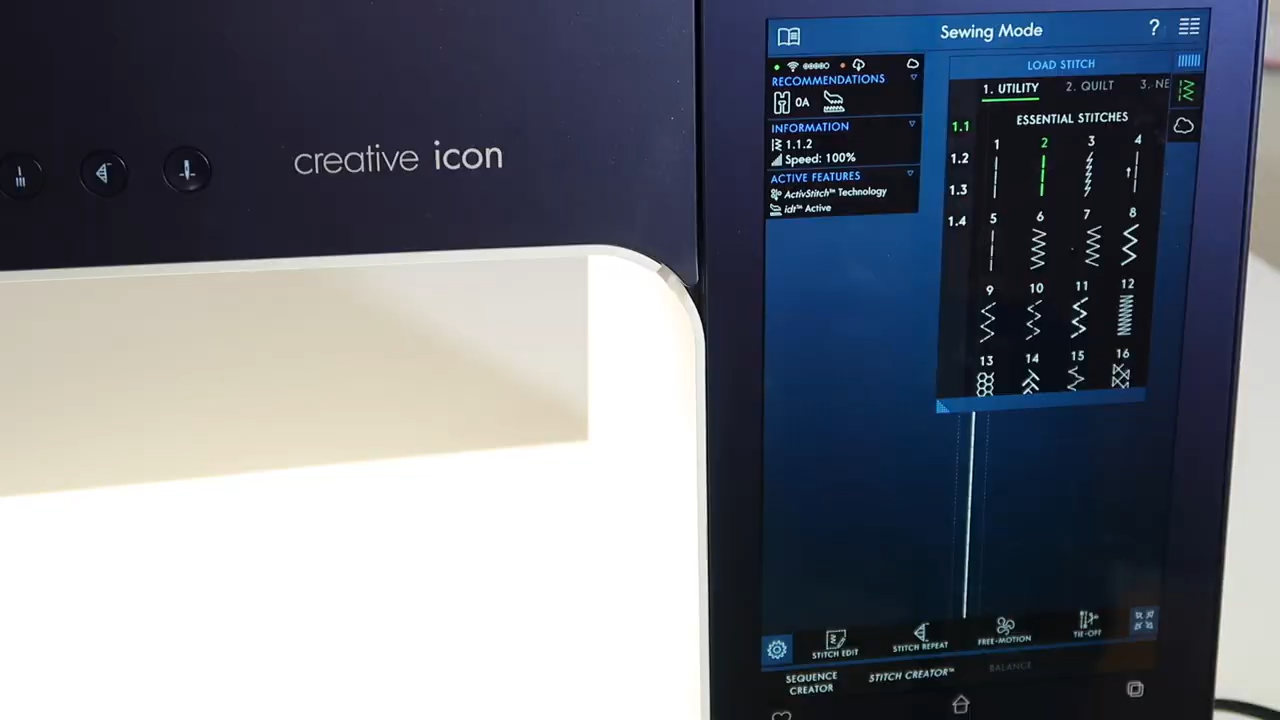 creative icon
Sewing Mode
?
LOAD STITCH
RECOMMENDATIONS
0A
INFORMATION
1.1.2
Speed: 100%
ACTIVE FEATURES
ActivStitch™ Technology
idt™ Active
1. UTILITY
2. QUILT
3. NE
ESSENTIAL STITCHES
1.1
1.2
1.3
1.4
1 2 3 4
5 6 7 8
9 10 11 12
13 14 15 16
STITCH EDIT
STITCH REPEAT
FREE-MOTION
TIE-OFF
SEQUENCE
CREATOR
STITCH CREATOR™
BALANCE